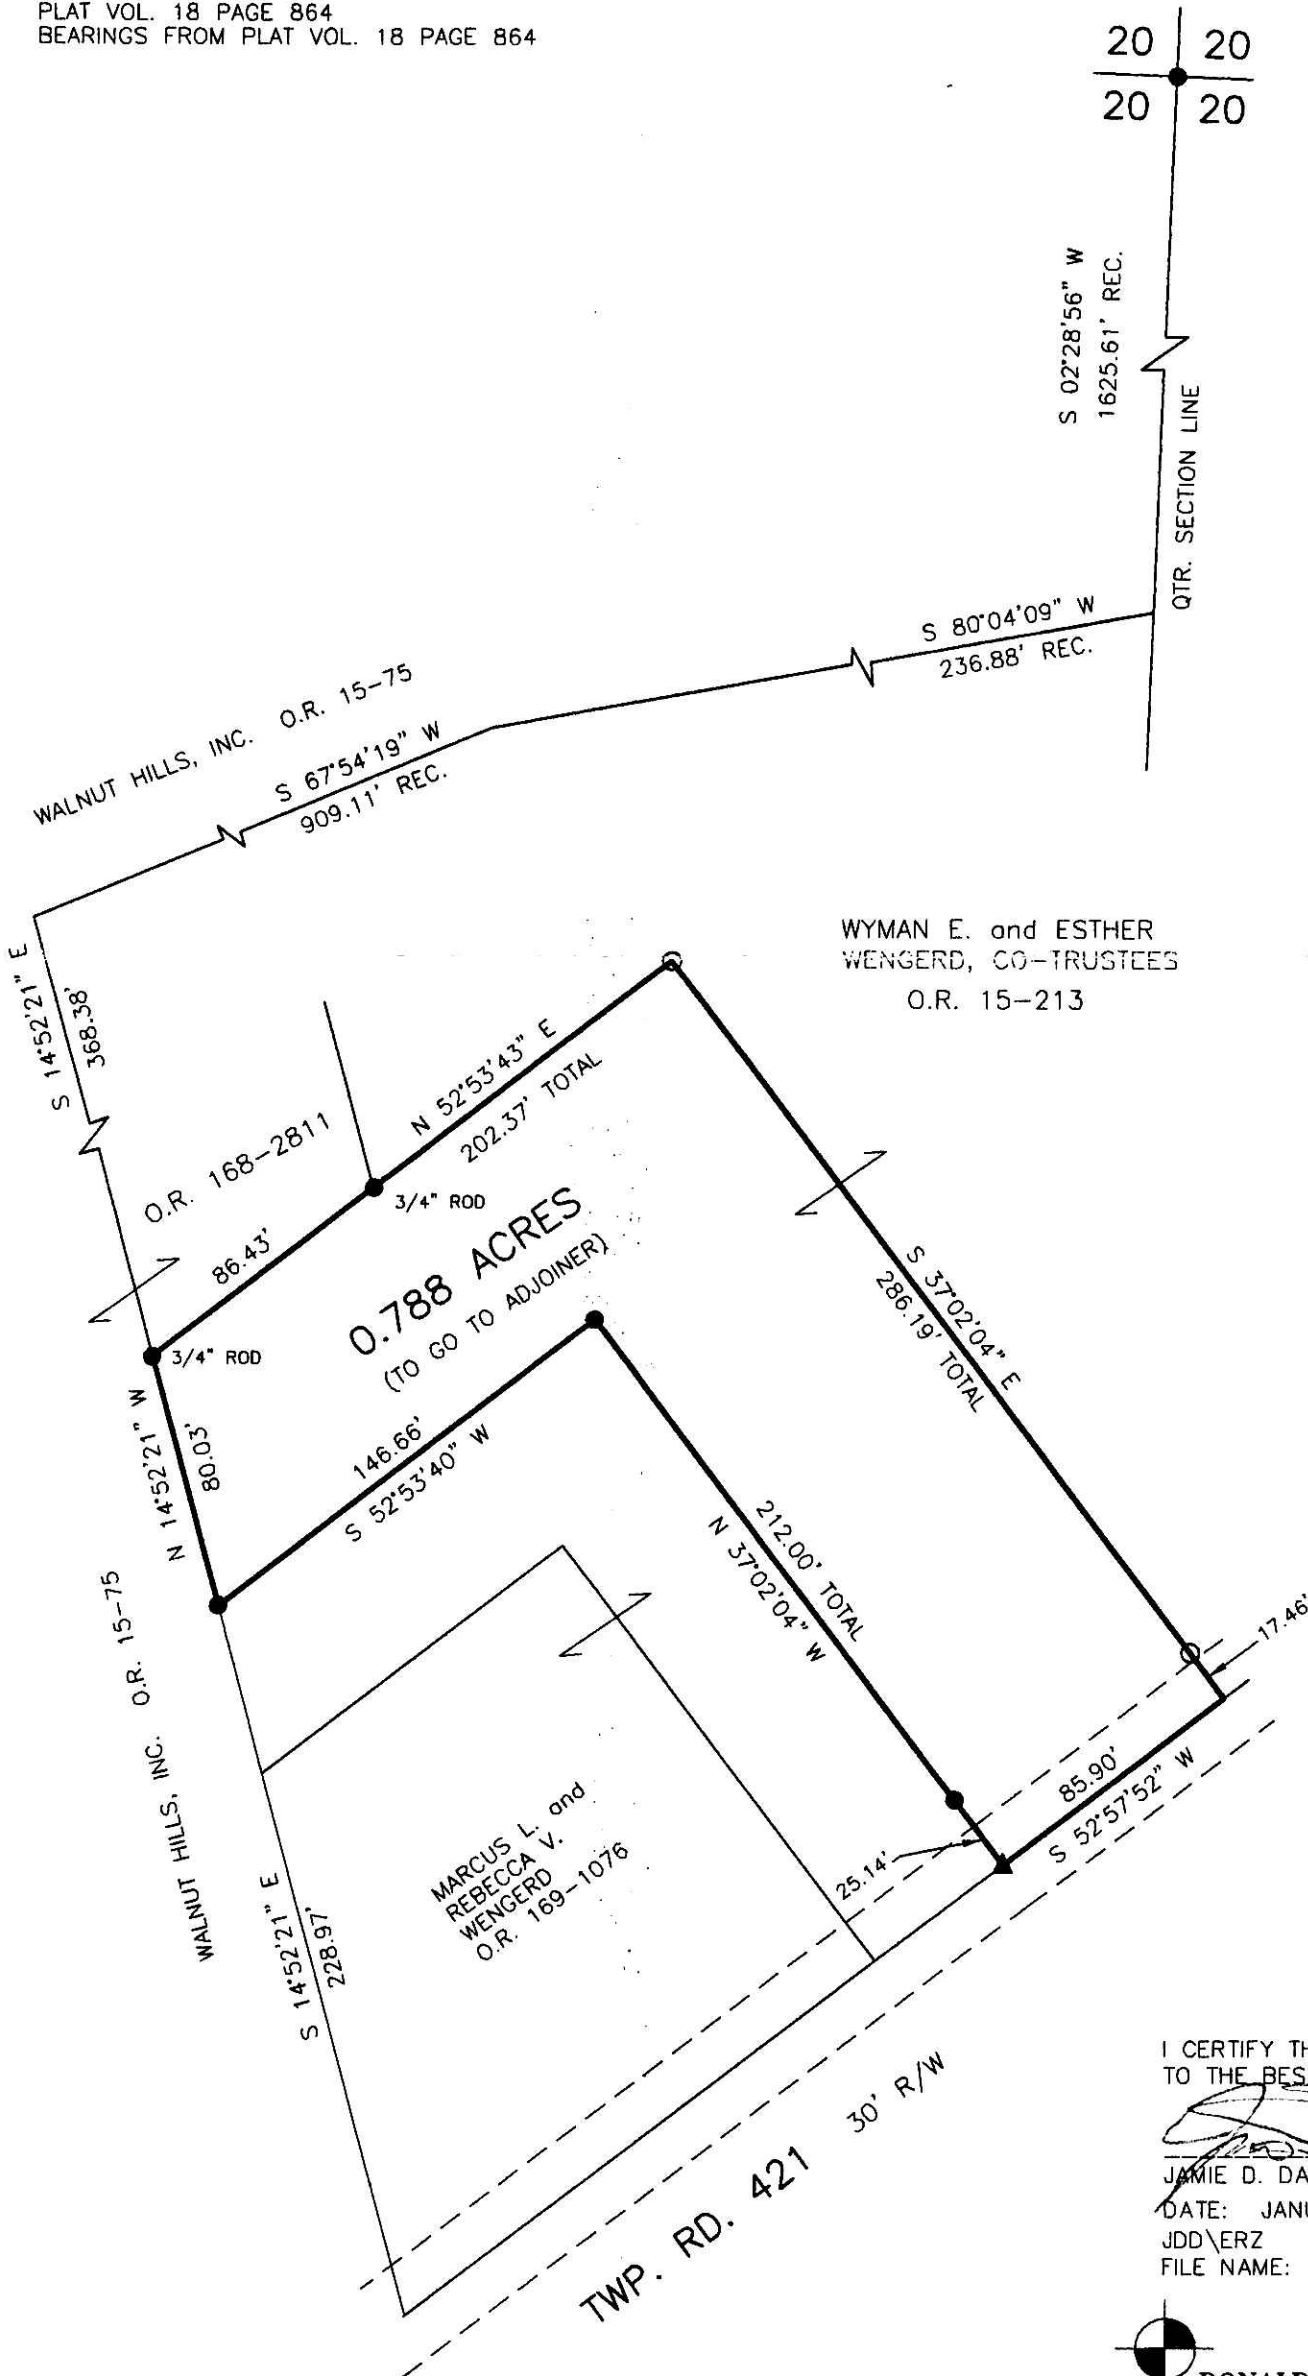 PLAT VOL. 18 PAGE 864
BEARINGS FROM PLAT VOL. 18 PAGE 864
20 20
20 20
S 02°28'56" W
1625.61' REC.
QTR. SECTION LINE
S 80°04'09" W
236.88' REC.
WALNUT HILLS, INC. O.R. 15-75
S 67°54'19" W
909.11' REC.
WYMAN E. and ESTHER
WENGERD, CO-TRUSTEES
O.R. 15-213
S 14°52'21" E
368.38'
N 52°53'43" E
202.37' TOTAL
O.R. 168-2811
3/4" ROD
86.43'
0.788 ACRES
(TO GO TO ADJOINER)
S 37°02'04" E
286.19' TOTAL
3/4" ROD
N 14°52'21" W
80.03'
146.66'
S 52°53'40" W
212.00' TOTAL
N 37°02'04" W
17.46'
WALNUT HILLS, INC. O.R. 15-75
85.90'
S 52°57'52" W
25.14'
MARCUS L. and
REBECCA V.
WENGERD
O.R. 169-1076
S 14°52'21" E
228.97'
TWP. RD. 421 30' R/W
I CERTIFY TH
TO THE BES
JAMIE D. DA
DATE: JANU
JDD\ERZ
FILE NAME:
DONALD